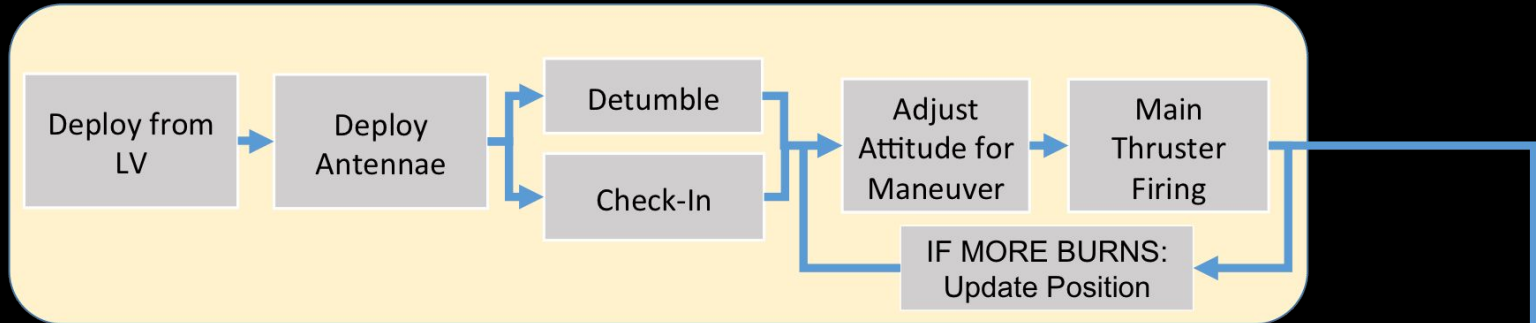 Deploy from
LV
Deploy
Antennae
Detumble
Check-In
Adjust
Attitude for
Maneuver
Main
Thruster
Firing
IF MORE BURNS:
Update Position